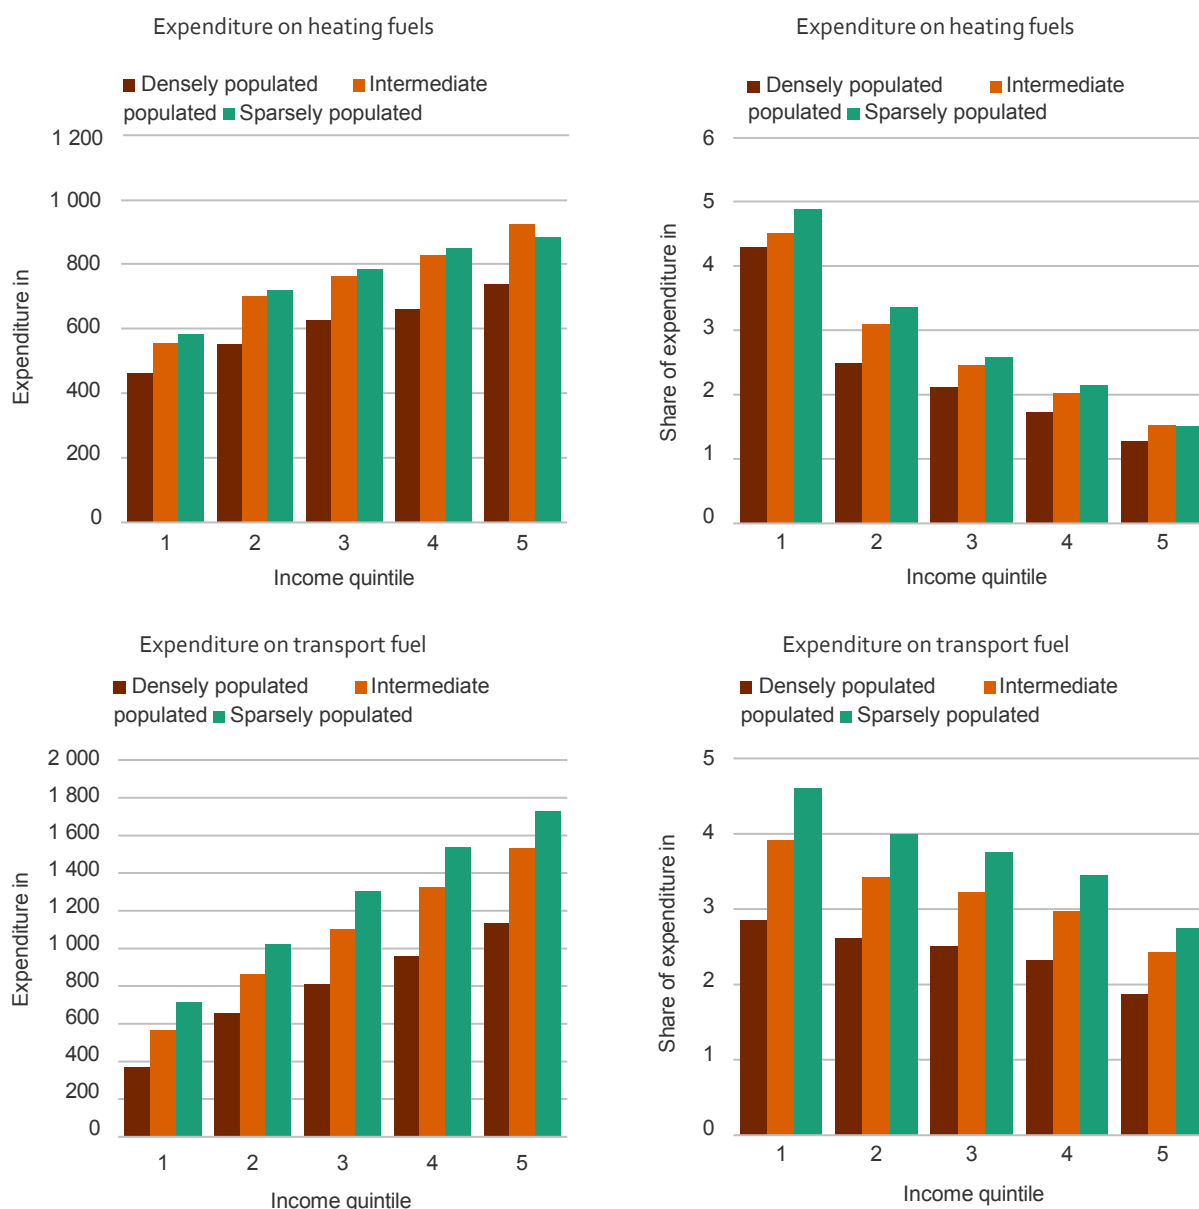 Expenditure on heating fuels
Densely populated Intermediate
populated Sparsely populated
1 200
1 000
800
600
400
200
0
Expenditure in
1 2 3 4 5
Income quintile
Expenditure on heating fuels
Densely populated Intermediate
populated Sparsely populated
6
5
4
3
2
1
0
Share of expenditure in
1 2 3 4 5
Income quintile
Expenditure on transport fuel
Densely populated Intermediate
populated Sparsely populated
2 000
1 800
1 600
1 400
1 200
1 000
800
600
400
200
0
Expenditure in
1 2 3 4 5
Income quintile
Expenditure on transport fuel
Densely populated Intermediate
populated Sparsely populated
5
4
3
2
1
0
Share of expenditure in
1 2 3 4 5
Income quintile